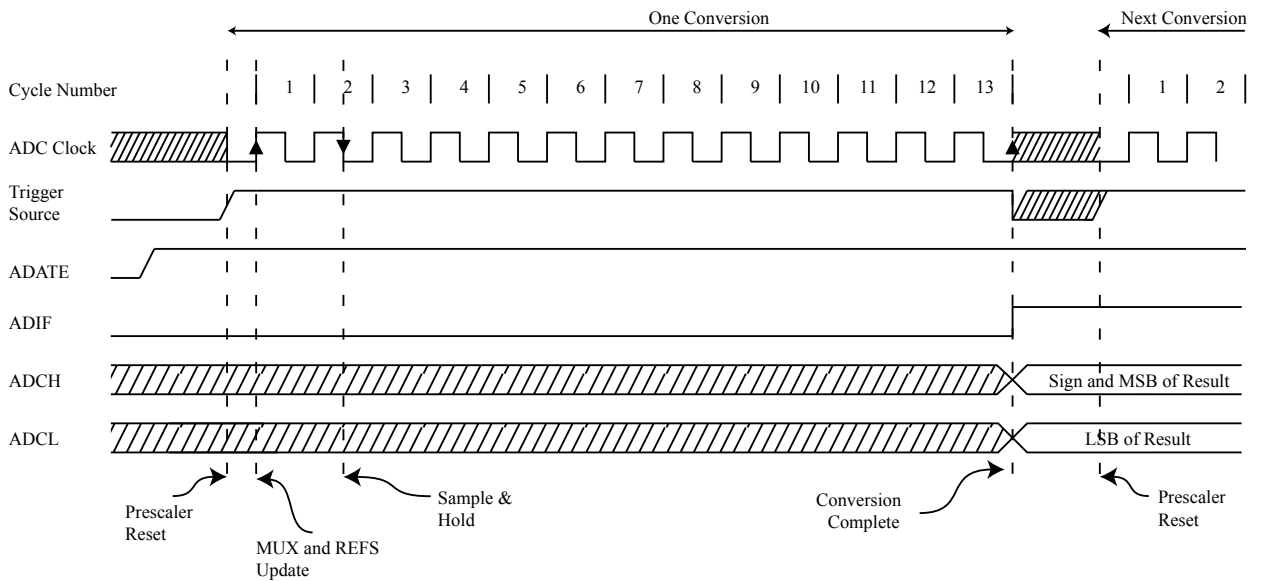 One Conversion
Next Conversion
Cycle Number
1 2 3 4 5 6 7 8 9 10 11 12 13 1 2
ADC Clock
Trigger
Source
ADATE
ADIF
ADCH
Sign and MSB of Result
ADCL
LSB of Result
Prescaler
Reset
MUX and REFS
Update
Sample &
Hold
Conversion
Complete
Prescaler
Reset